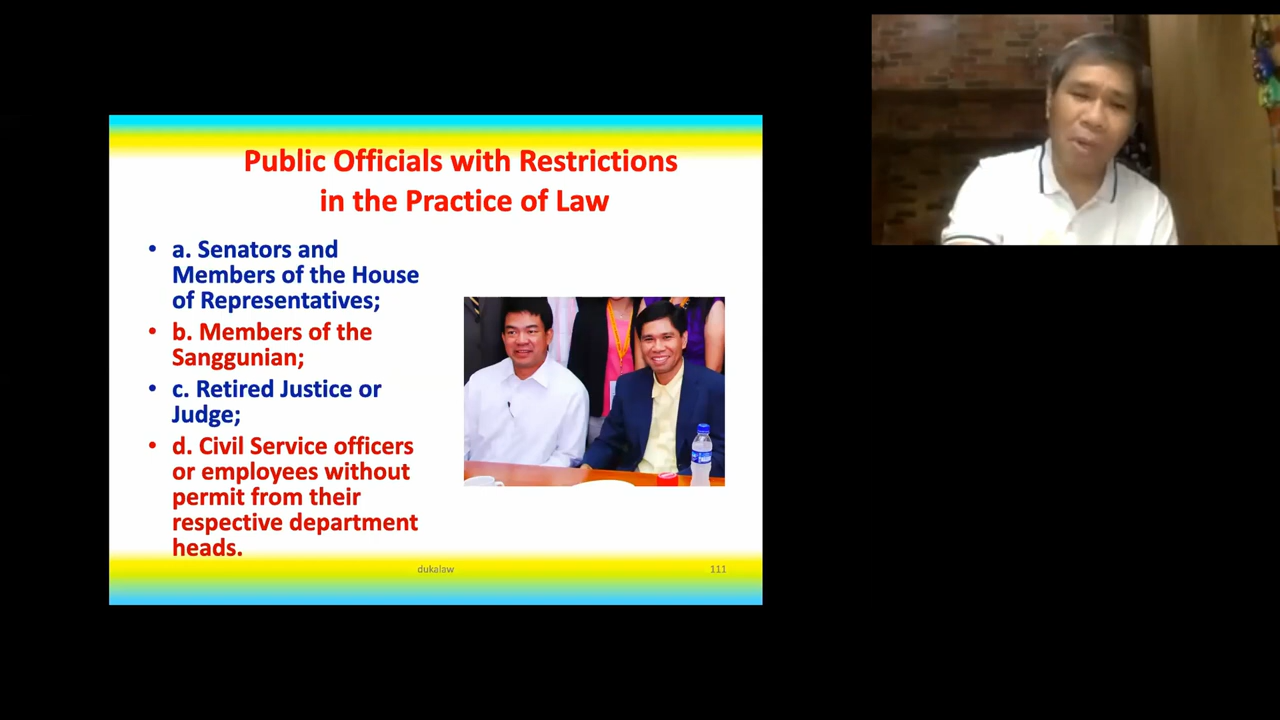 Public Officials with Restrictions
in the Practice of Law
• a. Senators and
Members of the House
of Representatives;
• b. Members of the
Sanggunian;
• c. Retired Justice or
Judge;
• d. Civil Service officers
or employees without
permit from their
respective department
heads.
dukalaw
111